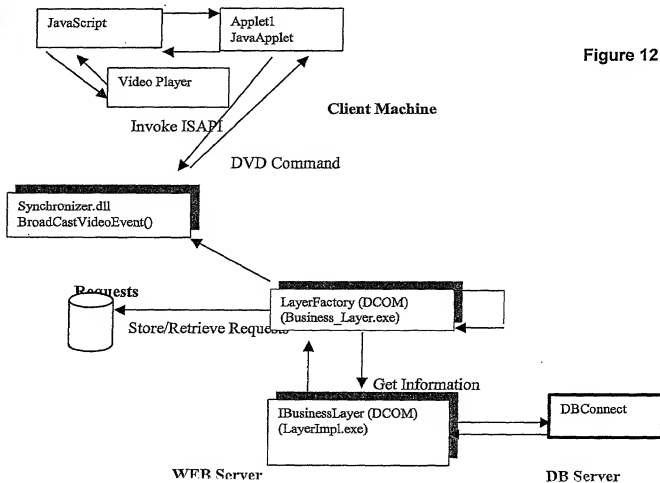 JavaScript
Applet1
JavaApplet
Figure 12
Video Player
Client Machine
Invoke ISAPI
DVD Command
Synchronizer.dll
BroadCastVideoEvent()
Requests
LayerFactory (DCOM)
(Business_Layer.exe)
Store/Retrieve Requests
Get Information
IBusinessLayer (DCOM)
(LayerImpl.exe)
DBConnect
WEB Server
DB Server